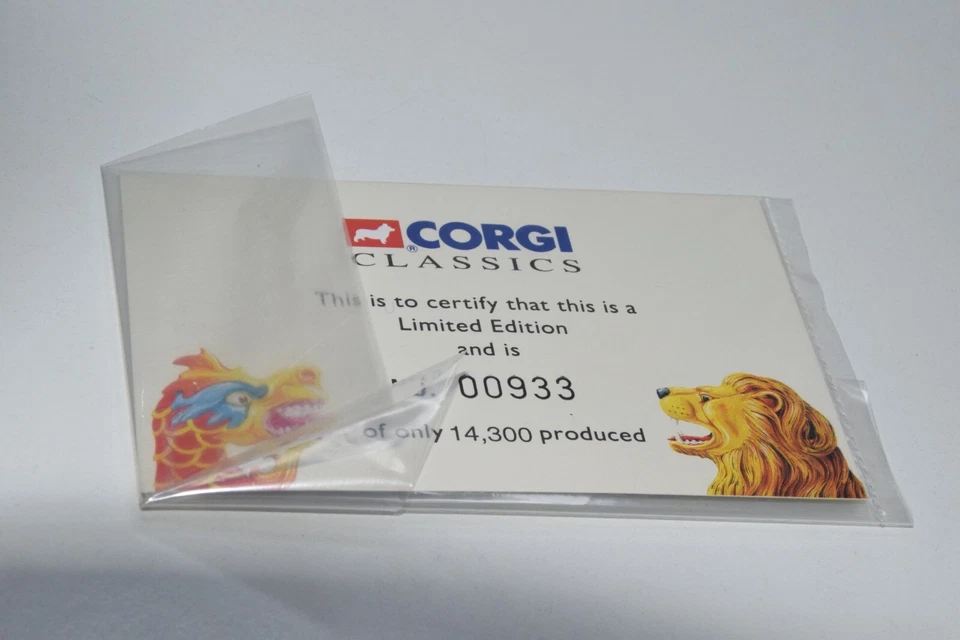 CORGI
®
CLASSICS
This is to certify that this is a
Limited Edition
and is
No. 00933
of only 14,300 produced